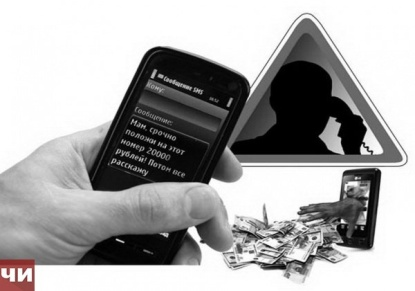 Сообщение SMS
Кому:
Сообщение:
Мам, срочно
положи на этот
номер 20000
рублей! Потом все
расскажу
чи